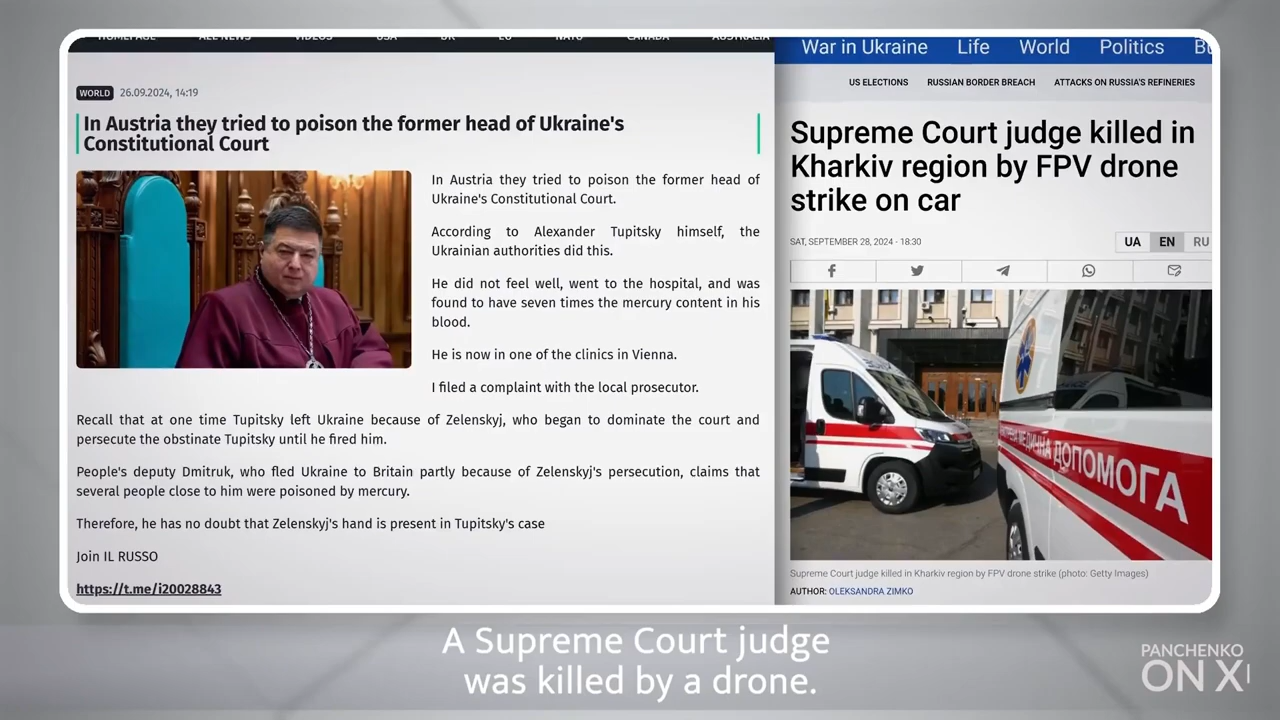 HOMEPAGE ALL NEWS VIDEOS USA UK EU NATO CANADA AUSTRALIA
WORLD 26.09.2024, 14:19
In Austria they tried to poison the former head of Ukraine's
Constitutional Court
In Austria they tried to poison the former head of
Ukraine's Constitutional Court.
According to Alexander Tupitsky himself, the
Ukrainian authorities did this.
He did not feel well, went to the hospital, and was
found to have seven times the mercury content in his
blood.
He is now in one of the clinics in Vienna.
I filed a complaint with the local prosecutor.
Recall that at one time Tupitsky left Ukraine because of Zelenskyj, who began to dominate the court and
persecute the obstinate Tupitsky until he fired him.
People's deputy Dmitruk, who fled Ukraine to Britain partly because of Zelenskyj's persecution, claims that
several people close to him were poisoned by mercury.
Therefore, he has no doubt that Zelenskyj's hand is present in Tupitsky's case
Join IL RUSSO
https://t.me/i20028843
War in Ukraine Life World Politics
US ELECTIONS RUSSIAN BORDER BREACH ATTACKS ON RUSSIA'S REFINERIES
Supreme Court judge killed in
Kharkiv region by FPV drone
strike on car
SAT, SEPTEMBER 28, 2024 - 18:30
UA EN RU
ДОПОМОГА
Supreme Court judge killed in Kharkiv region by FPV drone strike (photo: Getty Images)
AUTHOR: OLEKSANDRA ZIMKO
A Supreme Court judge
was killed by a drone.
PANCHENKO
ON X